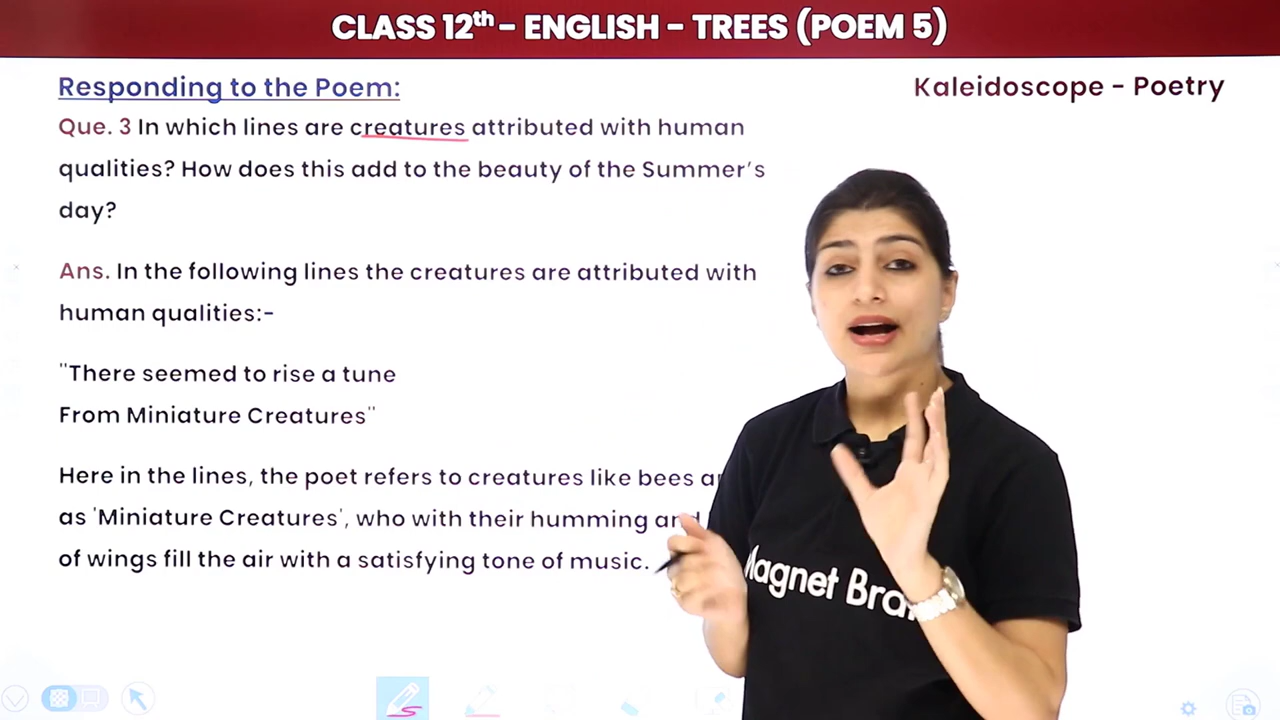 CLASS 12th - ENGLISH - TREES (POEM 5)
Responding to the Poem:
Kaleidoscope - Poetry
Que. 3 In which lines are creatures attributed with human
qualities? How does this add to the beauty of the Summer's
day?
Ans. In the following lines the creatures are attributed with
human qualities:-
"There seemed to rise a tune
From Miniature Creatures"
Here in the lines, the poet refers to creatures like bees
as 'Miniature Creatures', who with their humming and
of wings fill the air with a satisfying tone of music.
Magnet